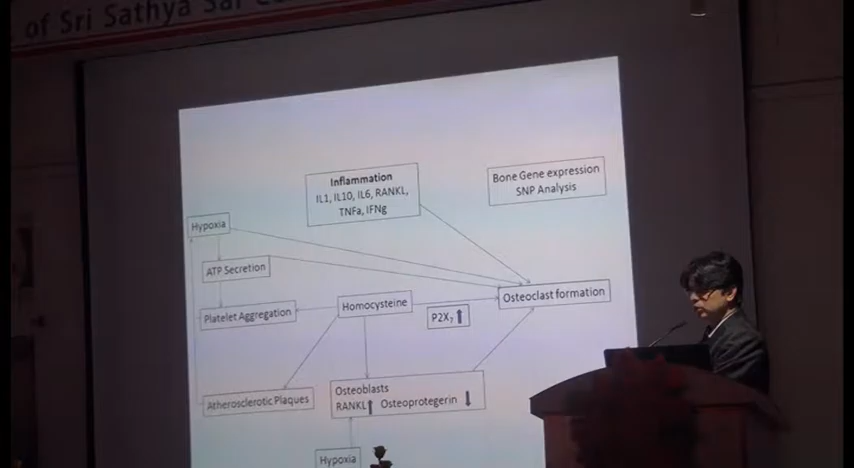 of Sri Sathya Sai
Inflammation
IL1, IL10, IL6, RANKL,
TNFa, IFNg
Bone Gene expression
SNP Analysis
Hypoxia
ATP Secretion
Platelet Aggregation
Homocysteine
P2X₇
Osteoclast formation
Atherosclerotic Plaques
Osteoblasts
RANKL Osteoprotegerin
Hypoxia